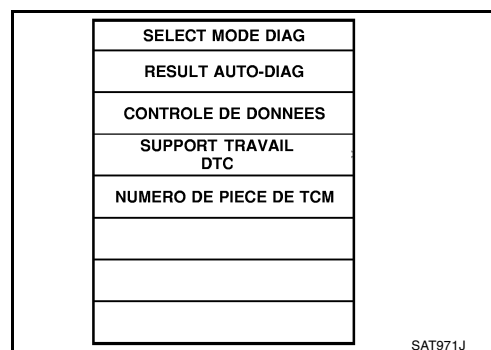 SELECT MODE DIAG
RESULT AUTO-DIAG
CONTROLE DE DONNEES
SUPPORT TRAVAIL
DTC
NUMERO DE PIECE DE TCM
SAT971J